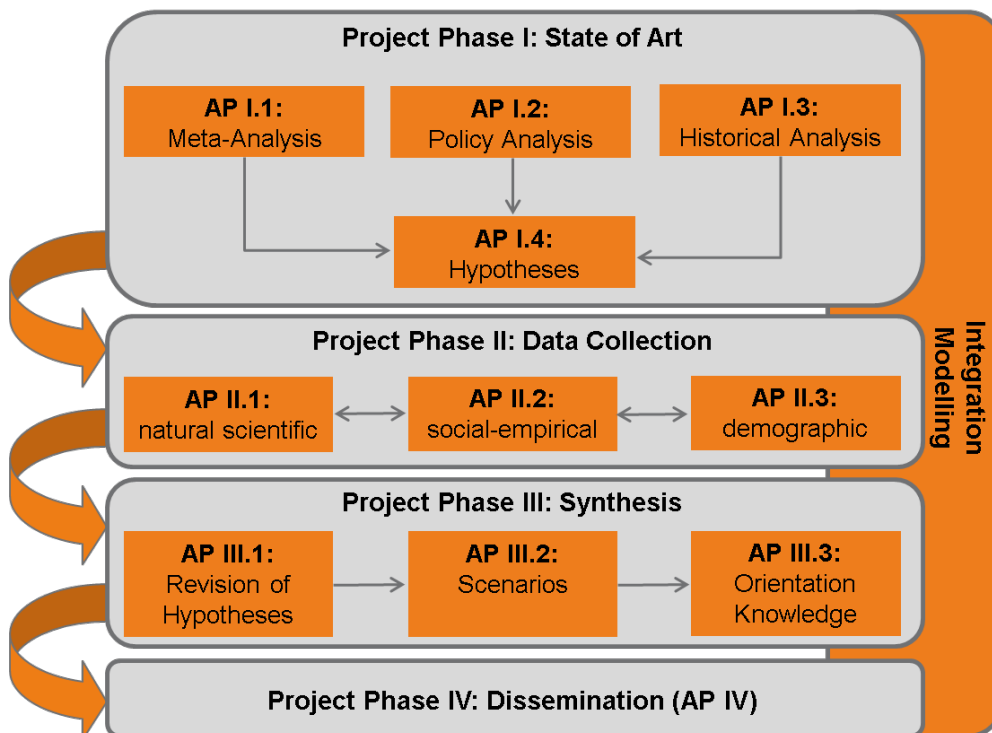 Project Phase I: State of Art
AP I.1:
Meta-Analysis
AP I.2:
Policy Analysis
AP I.3:
Historical Analysis
AP I.4:
Hypotheses
Project Phase II: Data Collection
AP II.1:
natural scientific
AP II.2:
social-empirical
AP II.3:
demographic
Project Phase III: Synthesis
AP III.1:
Revision of
Hypotheses
AP III.2:
Scenarios
AP III.3:
Orientation
Knowledge
Project Phase IV: Dissemination (AP IV)
Integration
Modelling